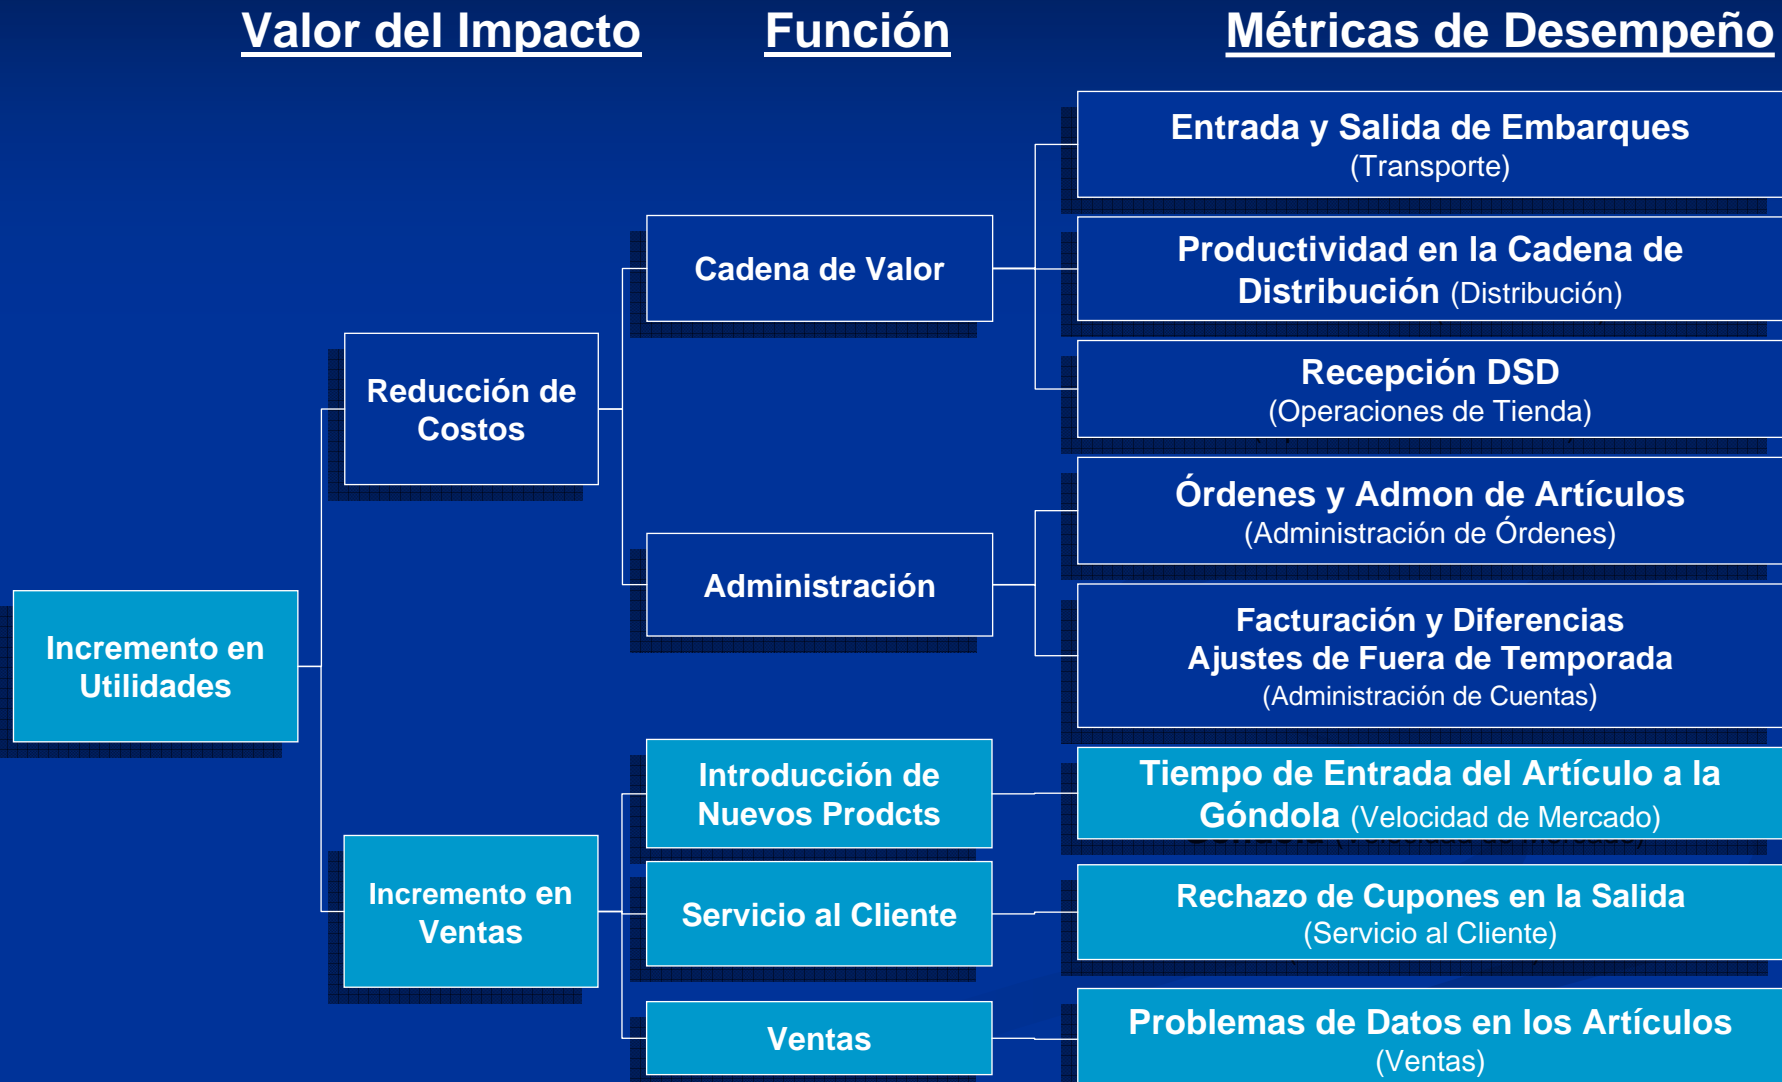 Valor del Impacto
Función
Métricas de Desempeño
Entrada y Salida de Embarques
(Transporte)
Productividad en la Cadena de
Distribución (Distribución)
Cadena de Valor
Recepción DSD
(Operaciones de Tienda)
Reducción de
Costos
Órdenes y Admon de Artículos
(Administración de Órdenes)
Administración
Facturación y Diferencias
Ajustes de Fuera de Temporada
(Administración de Cuentas)
Incremento en
Utilidades
Introducción de
Nuevos Prodcts
Tiempo de Entrada del Artículo a la
Góndola (Velocidad de Mercado)
Incremento en
Ventas
Servicio al Cliente
Rechazo de Cupones en la Salida
(Servicio al Cliente)
Ventas
Problemas de Datos en los Artículos
(Ventas)